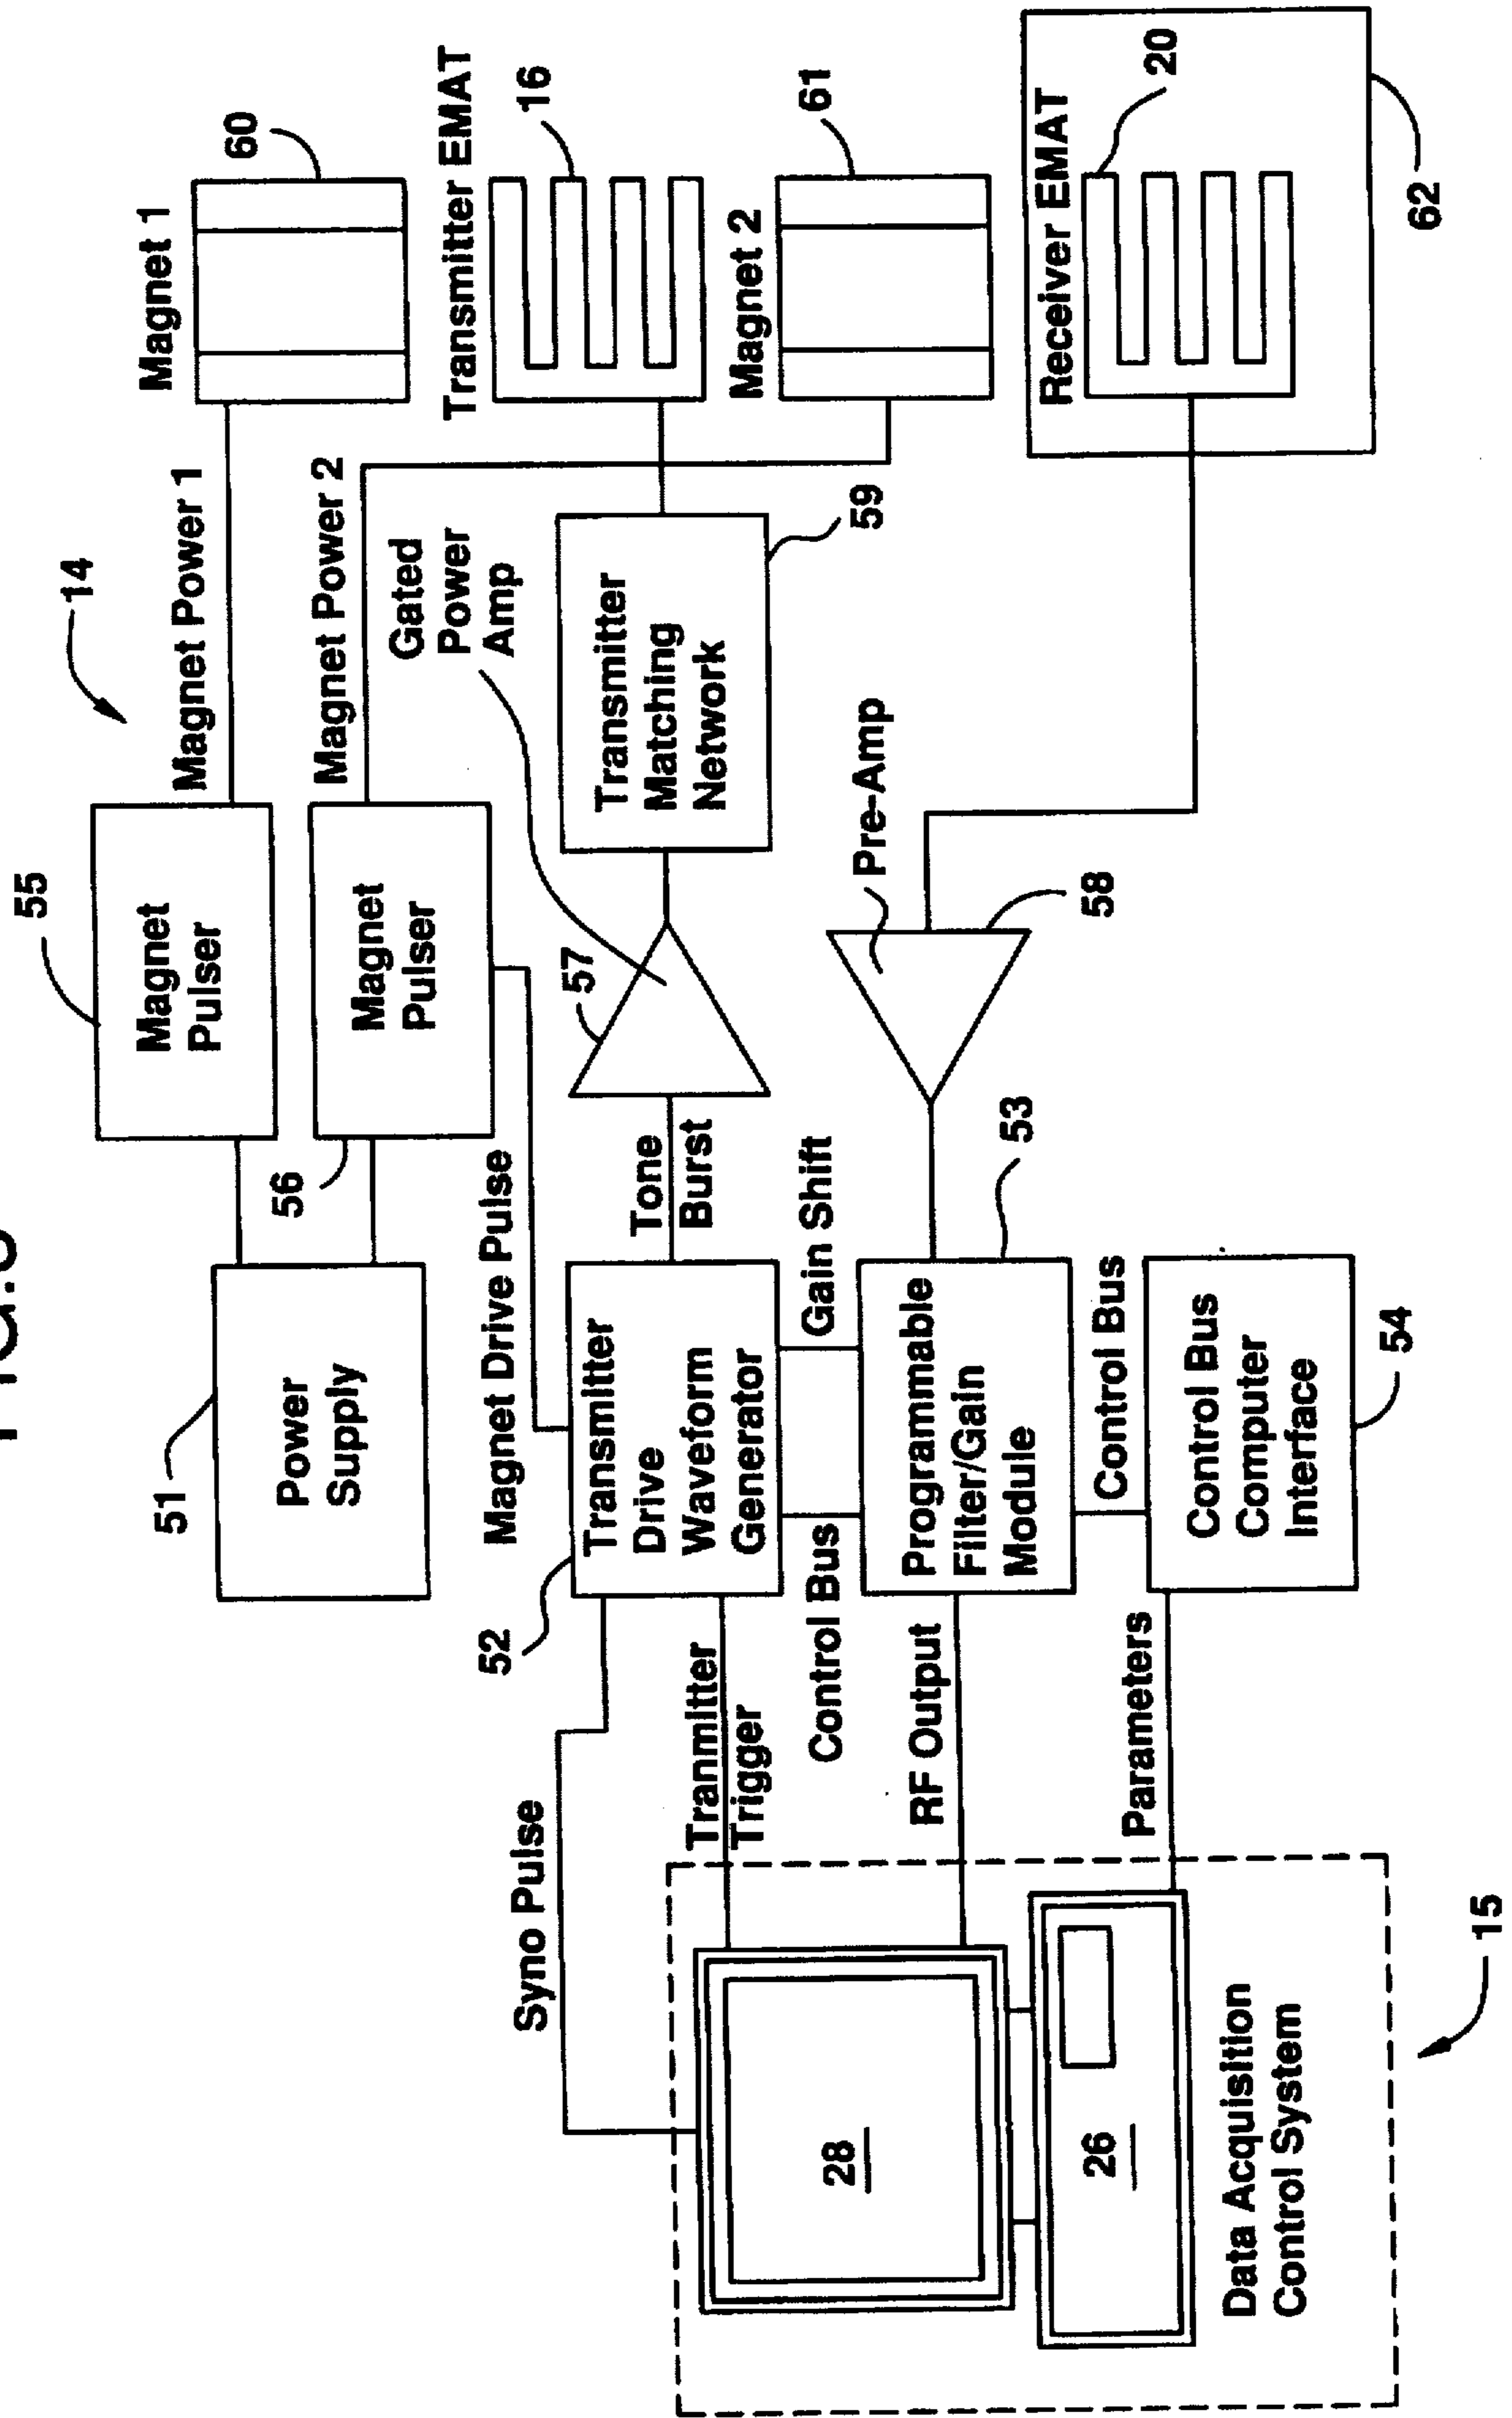 14
55
Magnet
Pulser
Magnet Power 1
Magnet 1
60
51
Power
Supply
56
Magnet
Pulser
Magnet Power 2
Magnet Drive Pulse
Gated
Power
Amp
Transmitter EMAT
16
52
Transmitter
Drive
Waveform
Generator
Tone
Burst
57
Transmitter
Matching
Network
59
Magnet 2
61
Syno Pulse
Tranmitter
Trigger
Control Bus
Gain Shift
Pre-Amp
58
Receiver EMAT
20
62
28
RF Output
Programmable
Filter/Gain
Module
53
26
Parameters
Control Bus
Control Bus
Computer
Interface
54
Data Acquisition
Control System
15